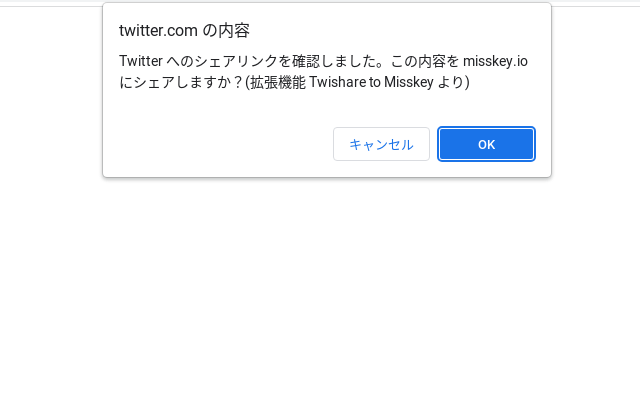 twitter.com の内容
Twitter へのシェアリンクを確認しました。この内容を misskey.io
にシェアしますか？(拡張機能 Twishare to Misskey より)
キャンセル
OK